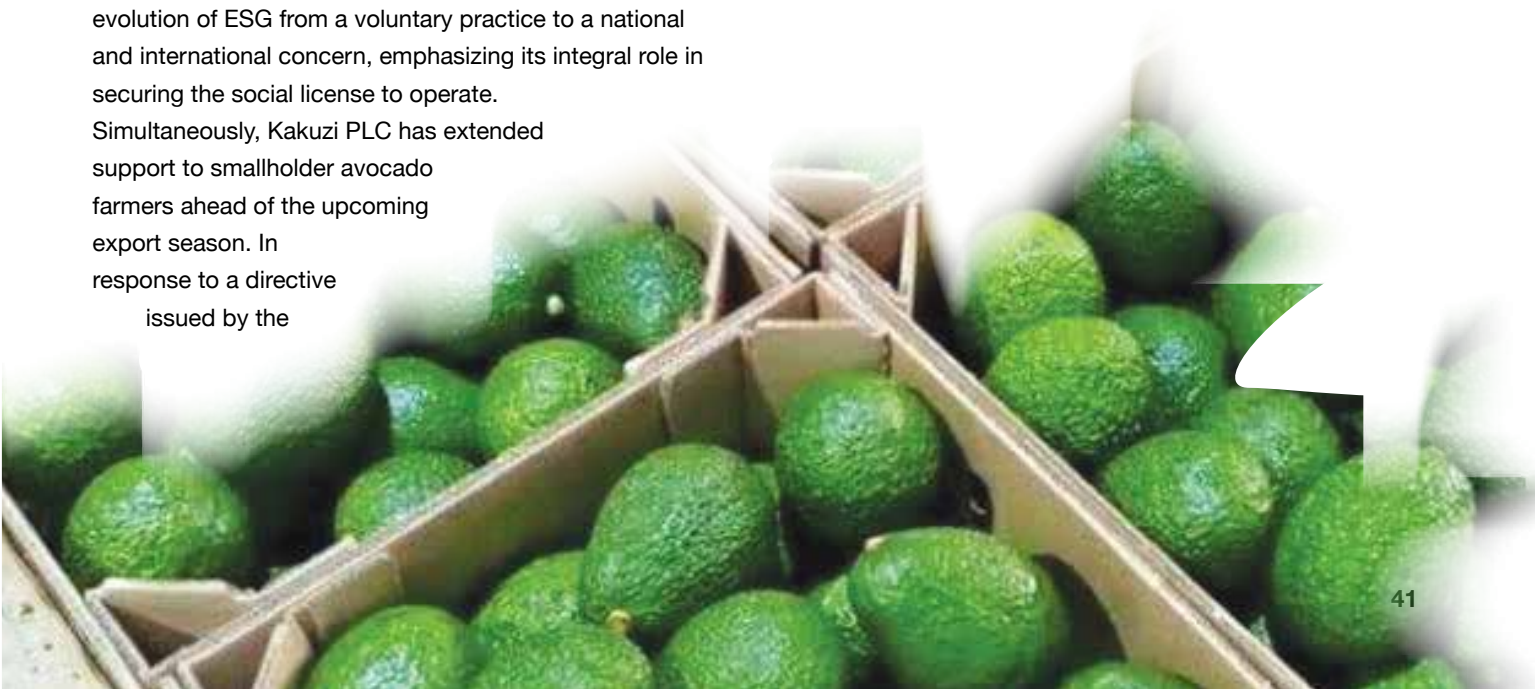 evolution of ESG from a voluntary practice to a national
and international concern, emphasizing its integral role in
securing the social license to operate.
Simultaneously, Kakuzi PLC has extended
support to smallholder avocado
farmers ahead of the upcoming
export season. In
response to a directive
issued by the
41